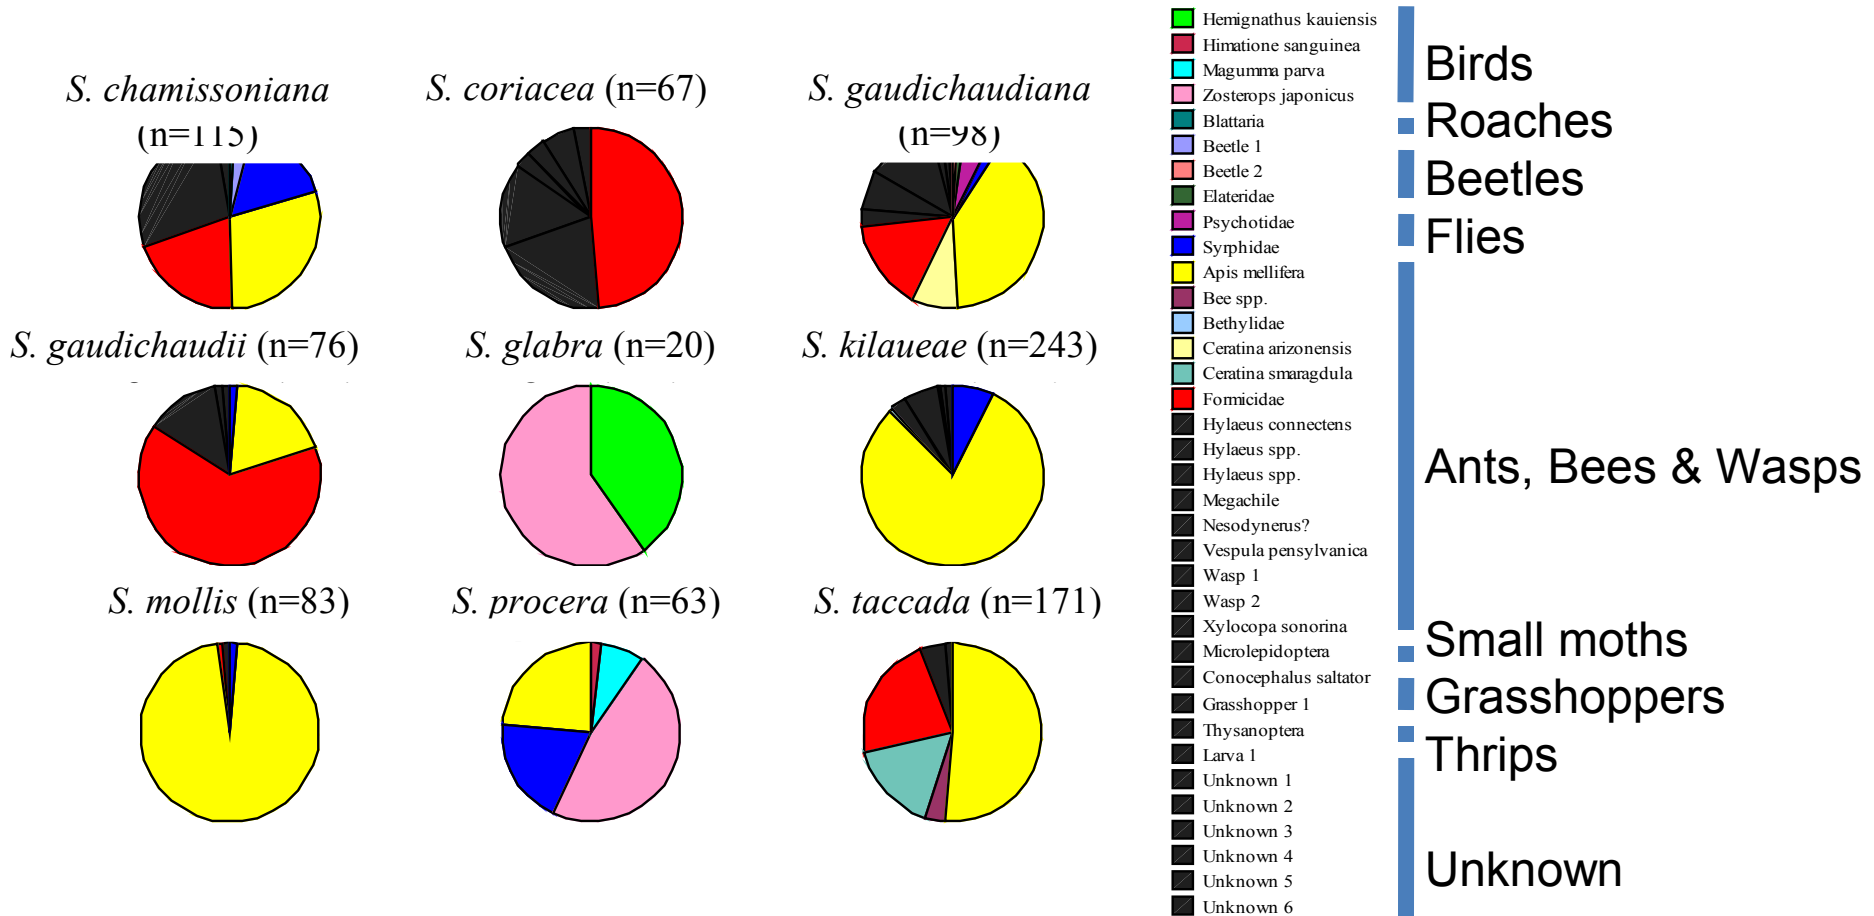 S. chamissoniana
(n=115)
S. coriacea (n=67)
S. gaudichaudiana
(n=98)
S. gaudichaudii (n=76)
S. glabra (n=20)
S. kilaueae (n=243)
S. mollis (n=83)
S. procera (n=63)
S. taccada (n=171)
Hemignathus kauiensis
Himatione sanguinea
Magumma parva
Zosterops japonicus
Blattaria
Beetle 1
Beetle 2
Elateridae
Psychotidae
Syrphidae
Apis mellifera
Bee spp.
Bethylidae
Ceratina arizonensis
Ceratina smaragdula
Formicidae
Hylaeus connectens
Hylaeus spp.
Hylaeus spp.
Megachile
Nesodynerus?
Vespula pensylvanica
Wasp 1
Wasp 2
Xylocopa sonorina
Microlepidoptera
Conocephalus saltator
Grasshopper 1
Thysanoptera
Larva 1
Unknown 1
Unknown 2
Unknown 3
Unknown 4
Unknown 5
Unknown 6
Birds
Roaches
Beetles
Flies
Ants, Bees & Wasps
Small moths
Grasshoppers
Thrips
Unknown